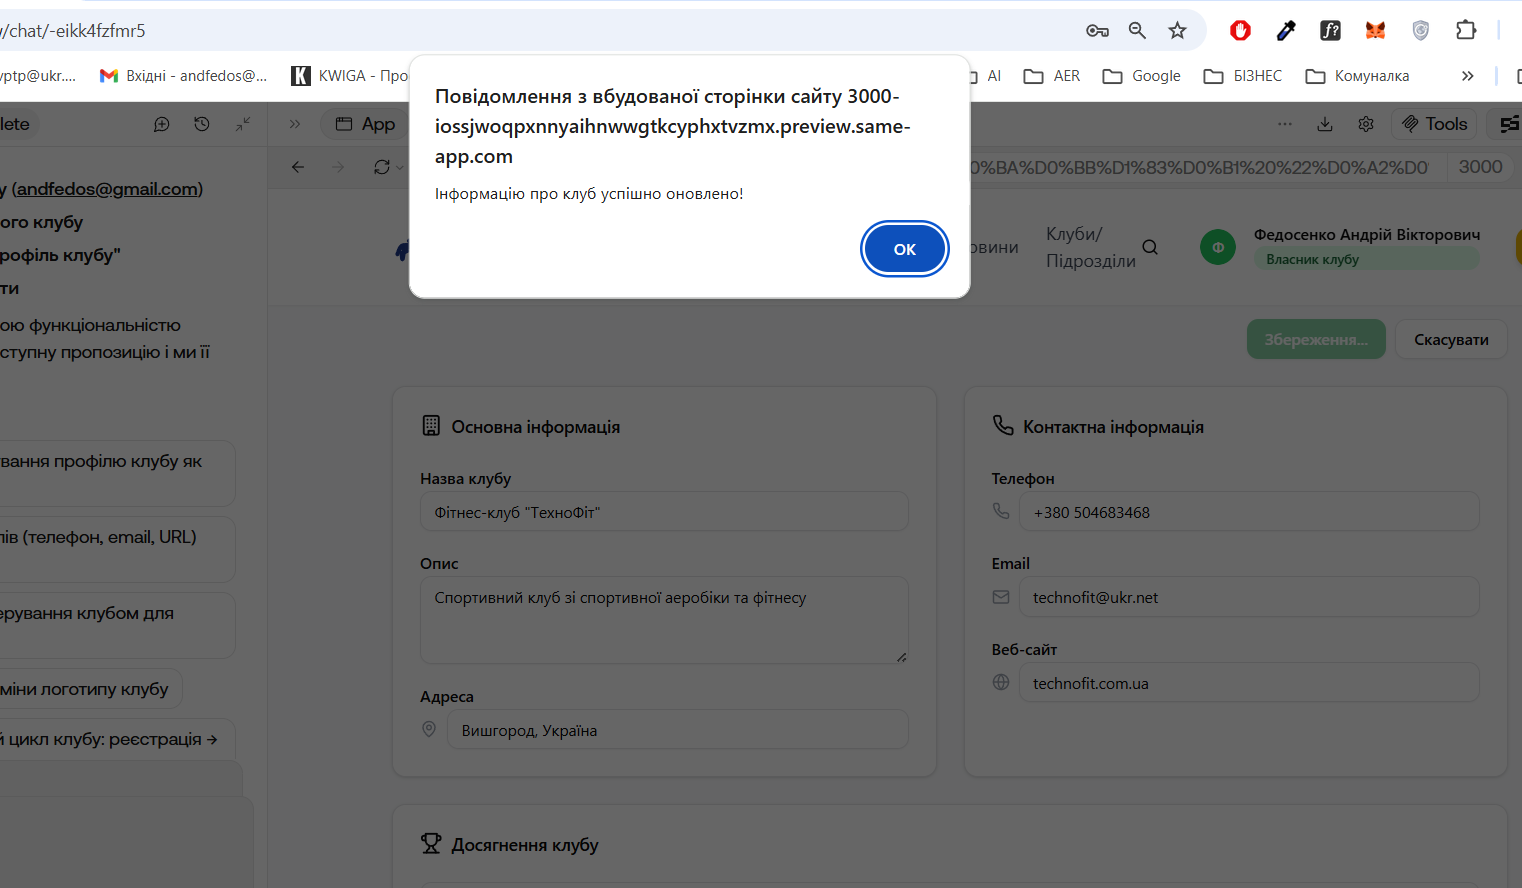 /chat/-eikk4fzfmr5
yptp@ukr....
Вхідні - andfedos@...
KWIGA - Про
AI
AER
Google
БІЗНЕС
Комуналка
Повідомлення з вбудованої сторінки сайту 3000-
iossjwoqpxnnyaihnwwgtkcyphxtvzmx.preview.same-
app.com
Інформацію про клуб успішно оновлено!
OK
lete
App
Tools
0%BA%D0%BB%D1%83%D0%B1%20%22%D0%A2%D0
3000
у (andfedos@gmail.com)
ого клубу
рофіль клубу"
ти
ою функціональністю
ступну пропозицію і ми її
вання профілю клубу як
лів (телефон, email, URL)
ерування клубом для
міни логотипу клубу
й цикл клубу: реєстрація →
овини
Клуби/
Підрозділи
Ф
Федосенко Андрій Вікторович
Власник клубу
Збереження...
Скасувати
Основна інформація
Назва клубу
Фітнес-клуб "ТехноФіт"
Опис
Спортивний клуб зі спортивної аеробіки та фітнесу
Адреса
Вишгород, Україна
Контактна інформація
Телефон
+380 504683468
Email
technofit@ukr.net
Веб-сайт
technofit.com.ua
Досягнення клубу